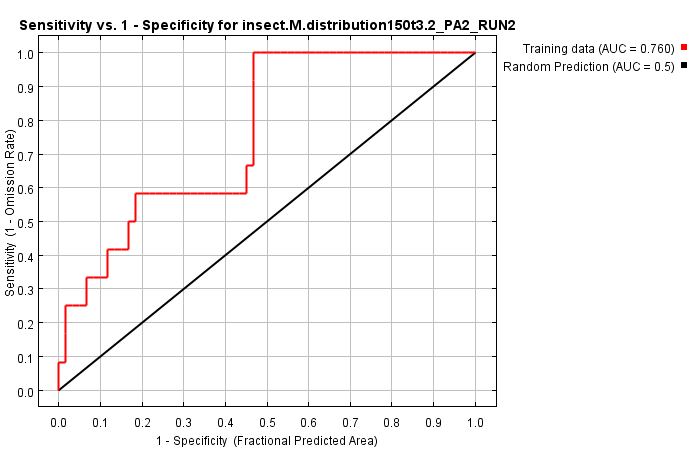 Sensitivity vs. 1 - Specificity for insect.M.distribution150t3.2_PA2_RUN2
Training data (AUC = 0.760)
Random Prediction (AUC = 0.5)
Sensitivity (1 - Omission Rate)
1.0
0.9
0.8
0.7
0.6
0.5
0.4
0.3
0.2
0.1
0.0
0.0 0.1 0.2 0.3 0.4 0.5 0.6 0.7 0.8 0.9 1.0
1 - Specificity (Fractional Predicted Area)